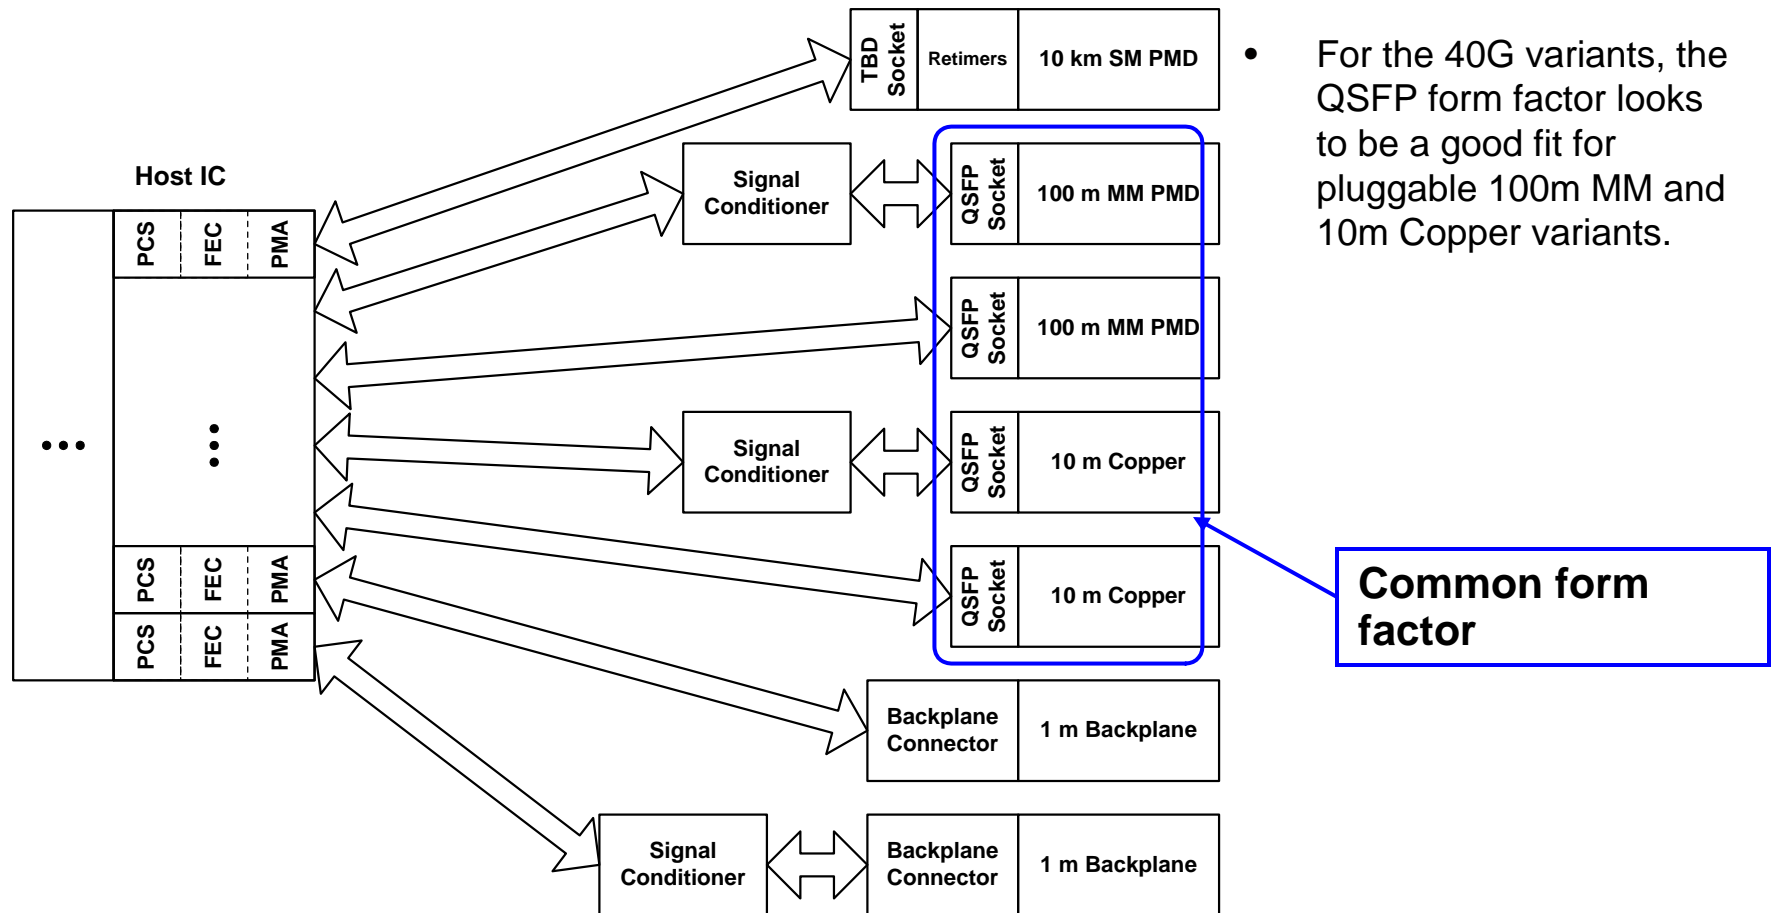 TBD
Socket
Retimers
10 km SM PMD
• For the 40G variants, the
QSFP form factor looks
to be a good fit for
pluggable 100m MM and
10m Copper variants.
Host IC
PCS
FEC
PMA
Signal
Conditioner
QSFP
Socket
100 m MM PMD
QSFP
Socket
100 m MM PMD
...
...
Signal
Conditioner
QSFP
Socket
10 m Copper
PCS
FEC
PMA
QSFP
Socket
10 m Copper
Common form
factor
PCS
FEC
PMA
Backplane
Connector
1 m Backplane
Signal
Conditioner
Backplane
Connector
1 m Backplane